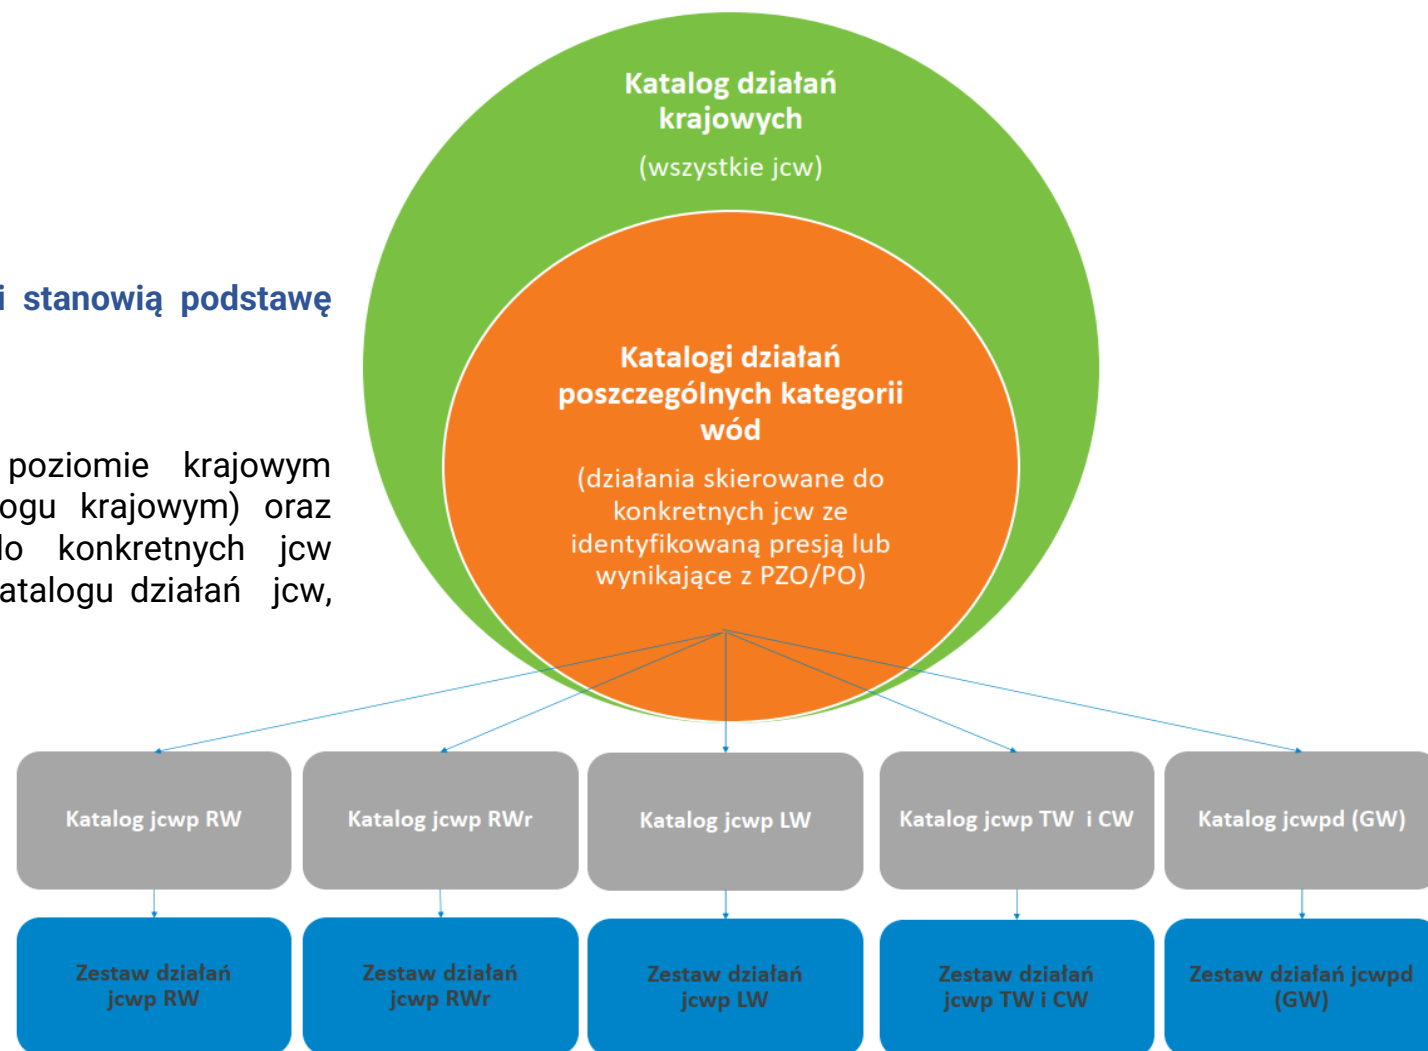 Katalog działań
krajowych
(wszystkie jcw)
i stanowią podstawę
poziomie krajowym
ogu krajowym) oraz
do konkretnych jcw
atalogu działań jcw,
Katalogi działań
poszczególnych kategorii
wód
(działania skierowane do
konkretnych jcw ze
identyfikowaną presją lub
wynikające z PZO/PO)
Katalog jcwp RW
Katalog jcwp RWr
Katalog jcwp LW
Katalog jcwp TW i CW
Katalog jcwpd (GW)
Zestaw działań
jcwp RW
Zestaw działań
jcwp RWr
Zestaw działań
jcwp LW
Zestaw działań
jcwp TW i CW
Zestaw działań jcwpd
(GW)